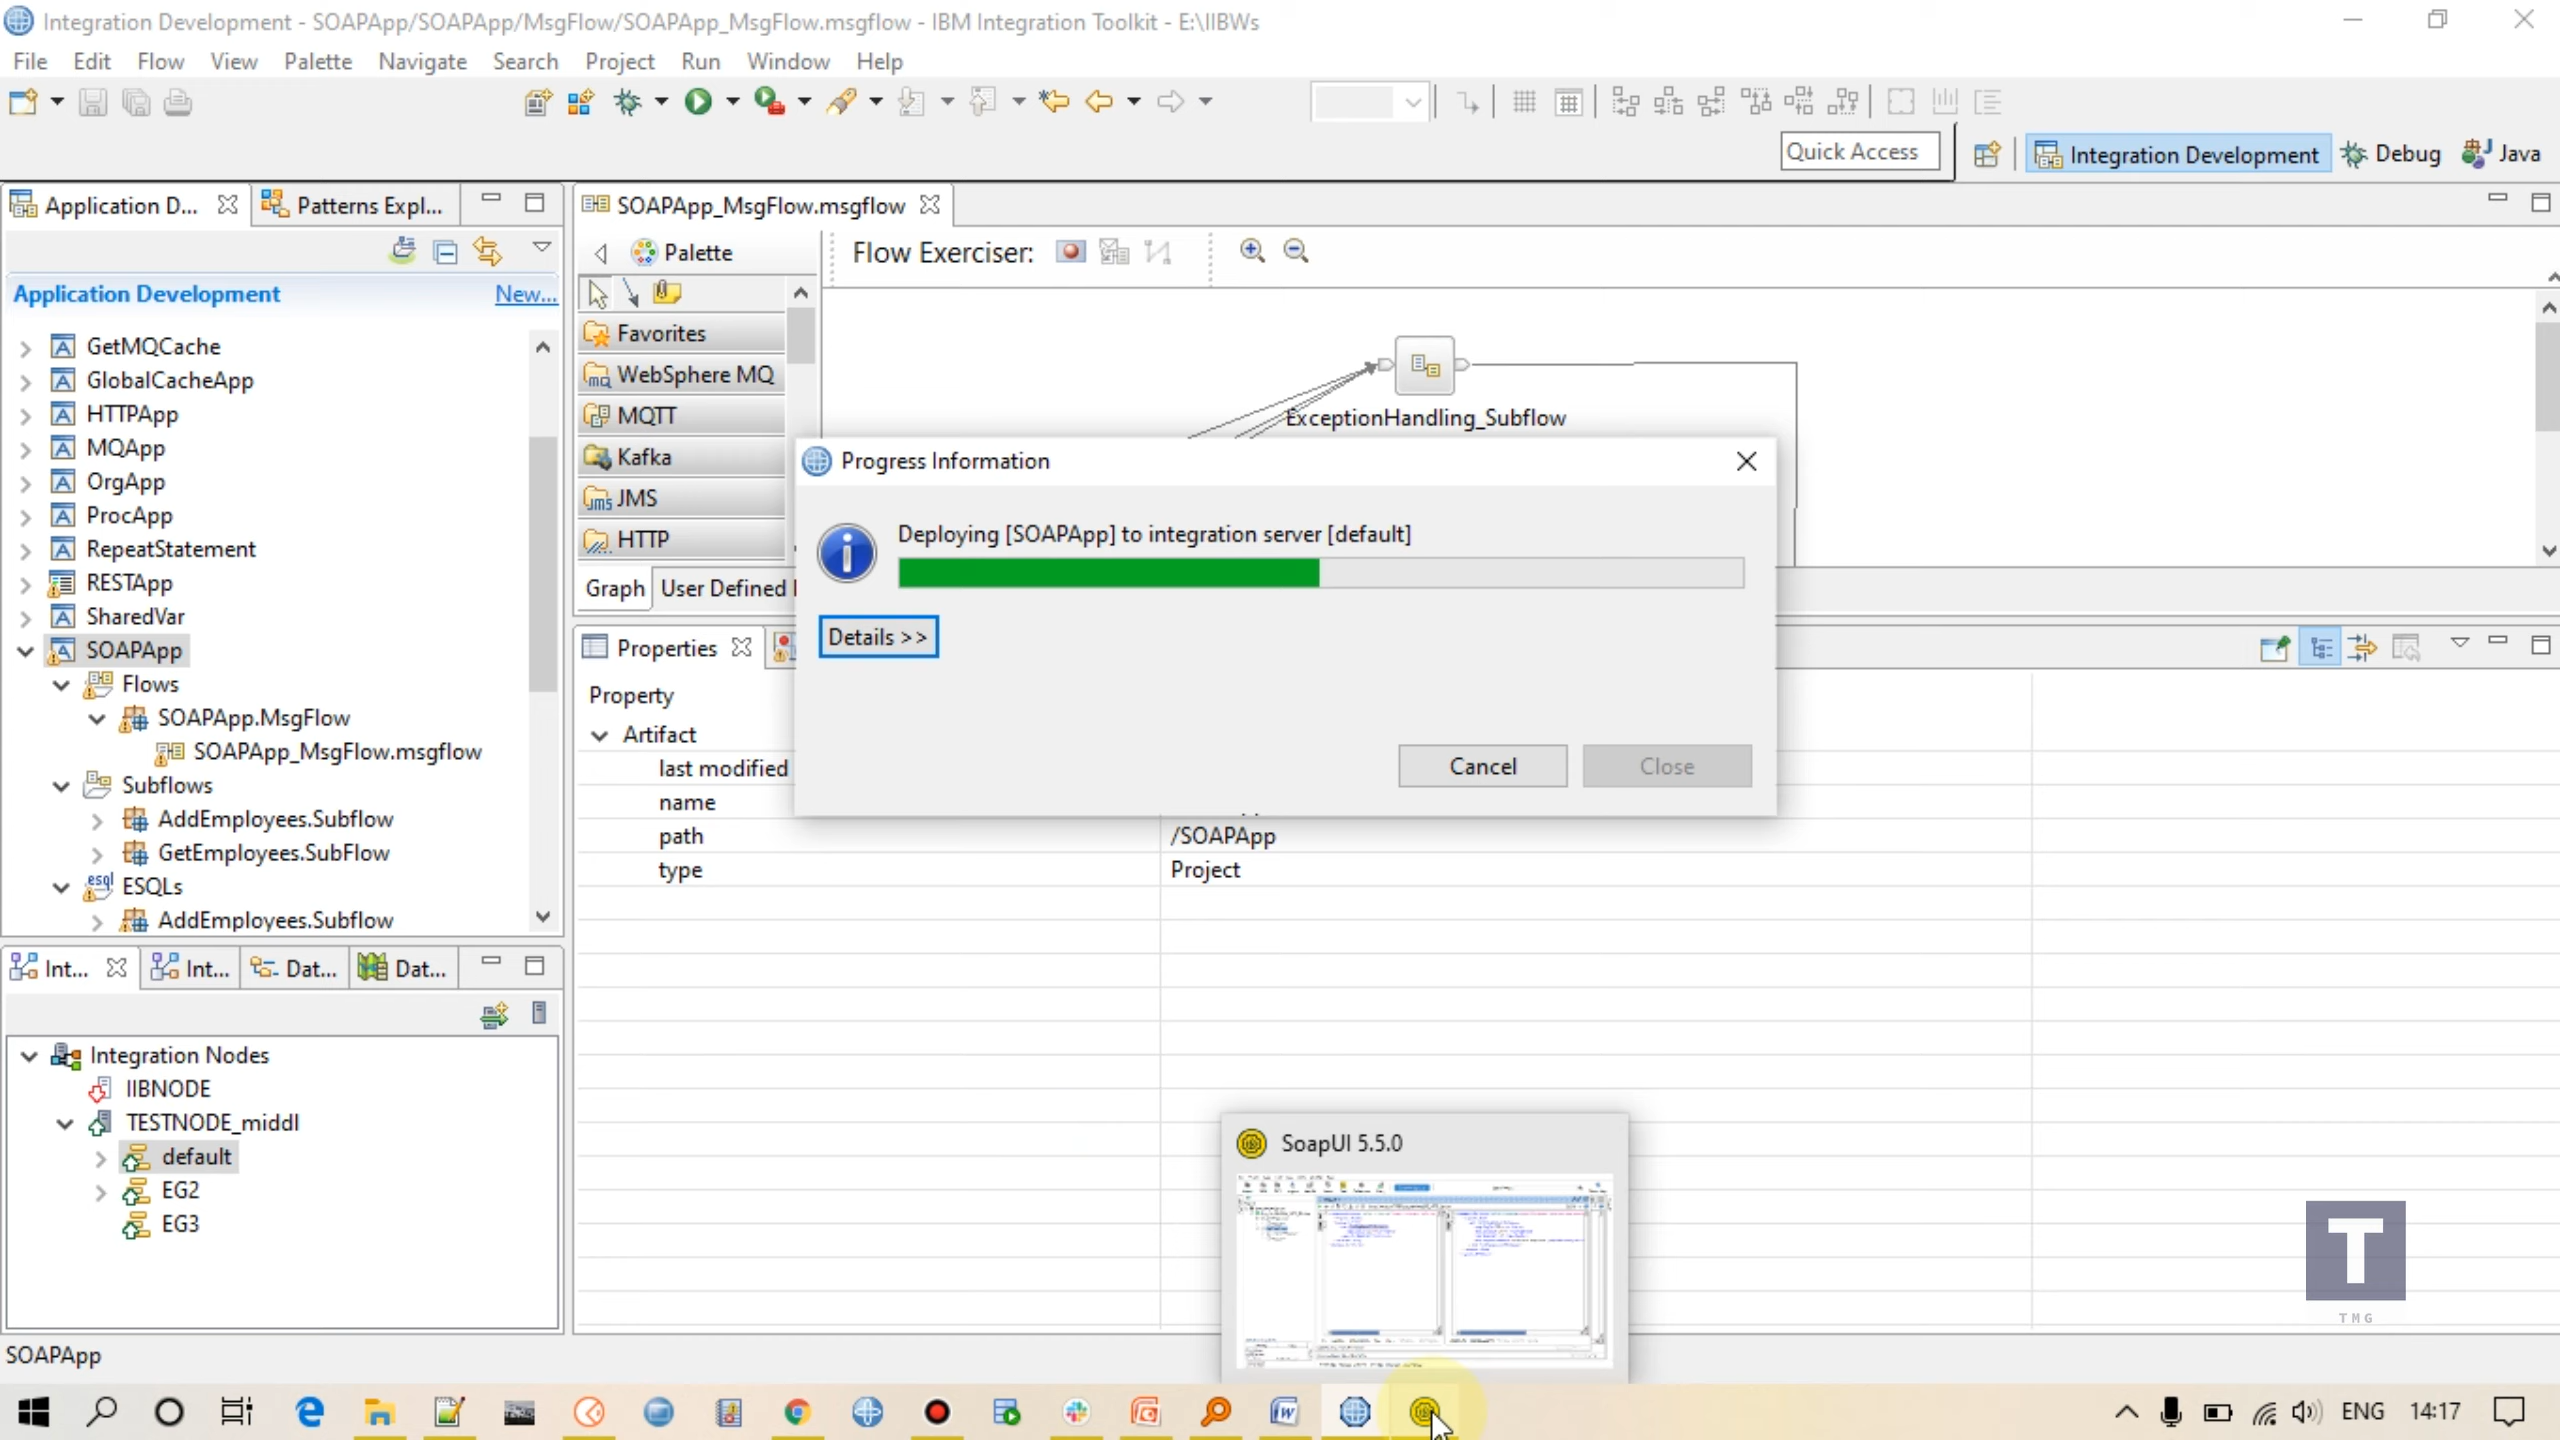 Integration Development - SOAPApp/SOAPApp/MsgFlow/SOAPApp_MsgFlow.msgflow - IBM Integration Toolkit - E:\IIBWs
File Edit Flow View Palette Navigate Search Project Run Window Help
Quick Access
Integration Development
Debug
Java
Application D...
Patterns Expl...
SOAPApp_MsgFlow.msgflow
Palette
Flow Exerciser:
Application Development
New...
GetMQCache
GlobalCacheApp
HTTPApp
MQApp
OrgApp
ProcApp
RepeatStatement
RESTApp
SharedVar
SOAPApp
Flows
SOAPApp.MsgFlow
SOAPApp_MsgFlow.msgflow
Subflows
AddEmployees.Subflow
GetEmployees.SubFlow
esql ESQLs
AddEmployees.Subflow
Favorites
WebSphere MQ
MQTT
Kafka
JMS
HTTP
Graph
User Defined
ExceptionHandling_Subflow
Progress Information
Deploying [SOAPApp] to integration server [default]
Details >>
Cancel
Close
Properties
Property
Artifact
last modified
name
path /SOAPApp
type Project
Int...
Int...
Dat...
Dat...
Integration Nodes
IIBNODE
TESTNODE_middl
default
EG2
EG3
SoapUI 5.5.0
T
TMG
SOAPApp
ENG
14:17